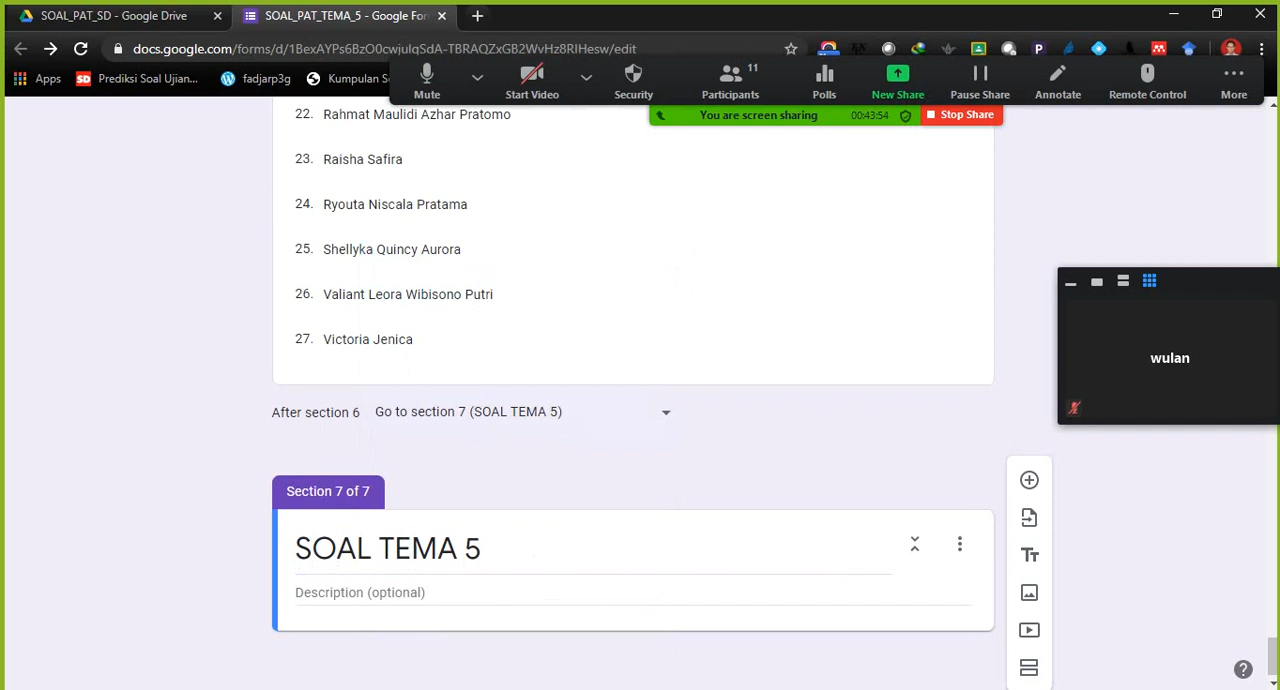 SOAL_PAT_SD - Google Drive
SOAL_PAT_TEMA_5 - Google For
docs.google.com/forms/d/1BexAYPs6BzO0cwjuIqSdA-TBRAQZxGB2WvHz8RIHesw/edit
Apps
SD Prediksi Soal Ujian...
fadjarp3g
Kumpulan S
Mute
Start Video
Security
Participants 11
Polls
New Share
Pause Share
Annotate
Remote Control
More
You are screen sharing
00:43:54
Stop Share
22. Rahmat Maulidi Azhar Pratomo
23. Raisha Safira
24. Ryouta Niscala Pratama
25. Shellyka Quincy Aurora
26. Valiant Leora Wibisono Putri
27. Victoria Jenica
wulan
After section 6 Go to section 7 (SOAL TEMA 5)
Section 7 of 7
SOAL TEMA 5
Description (optional)